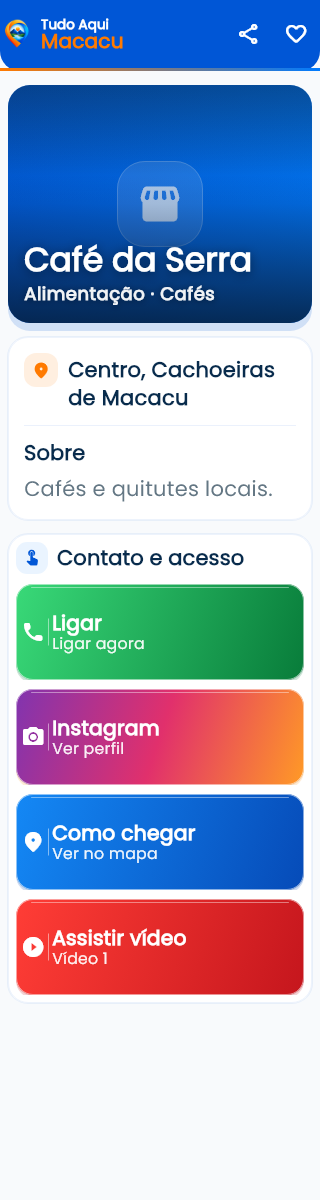 Tudo Aqui
Macacu
Café da Serra
Alimentação · Cafés
Centro, Cachoeiras
de Macacu
Sobre
Cafés e quitutes locais.
Contato e acesso
Ligar
Ligar agora
Instagram
Ver perfil
Como chegar
Ver no mapa
Assistir vídeo
Vídeo 1